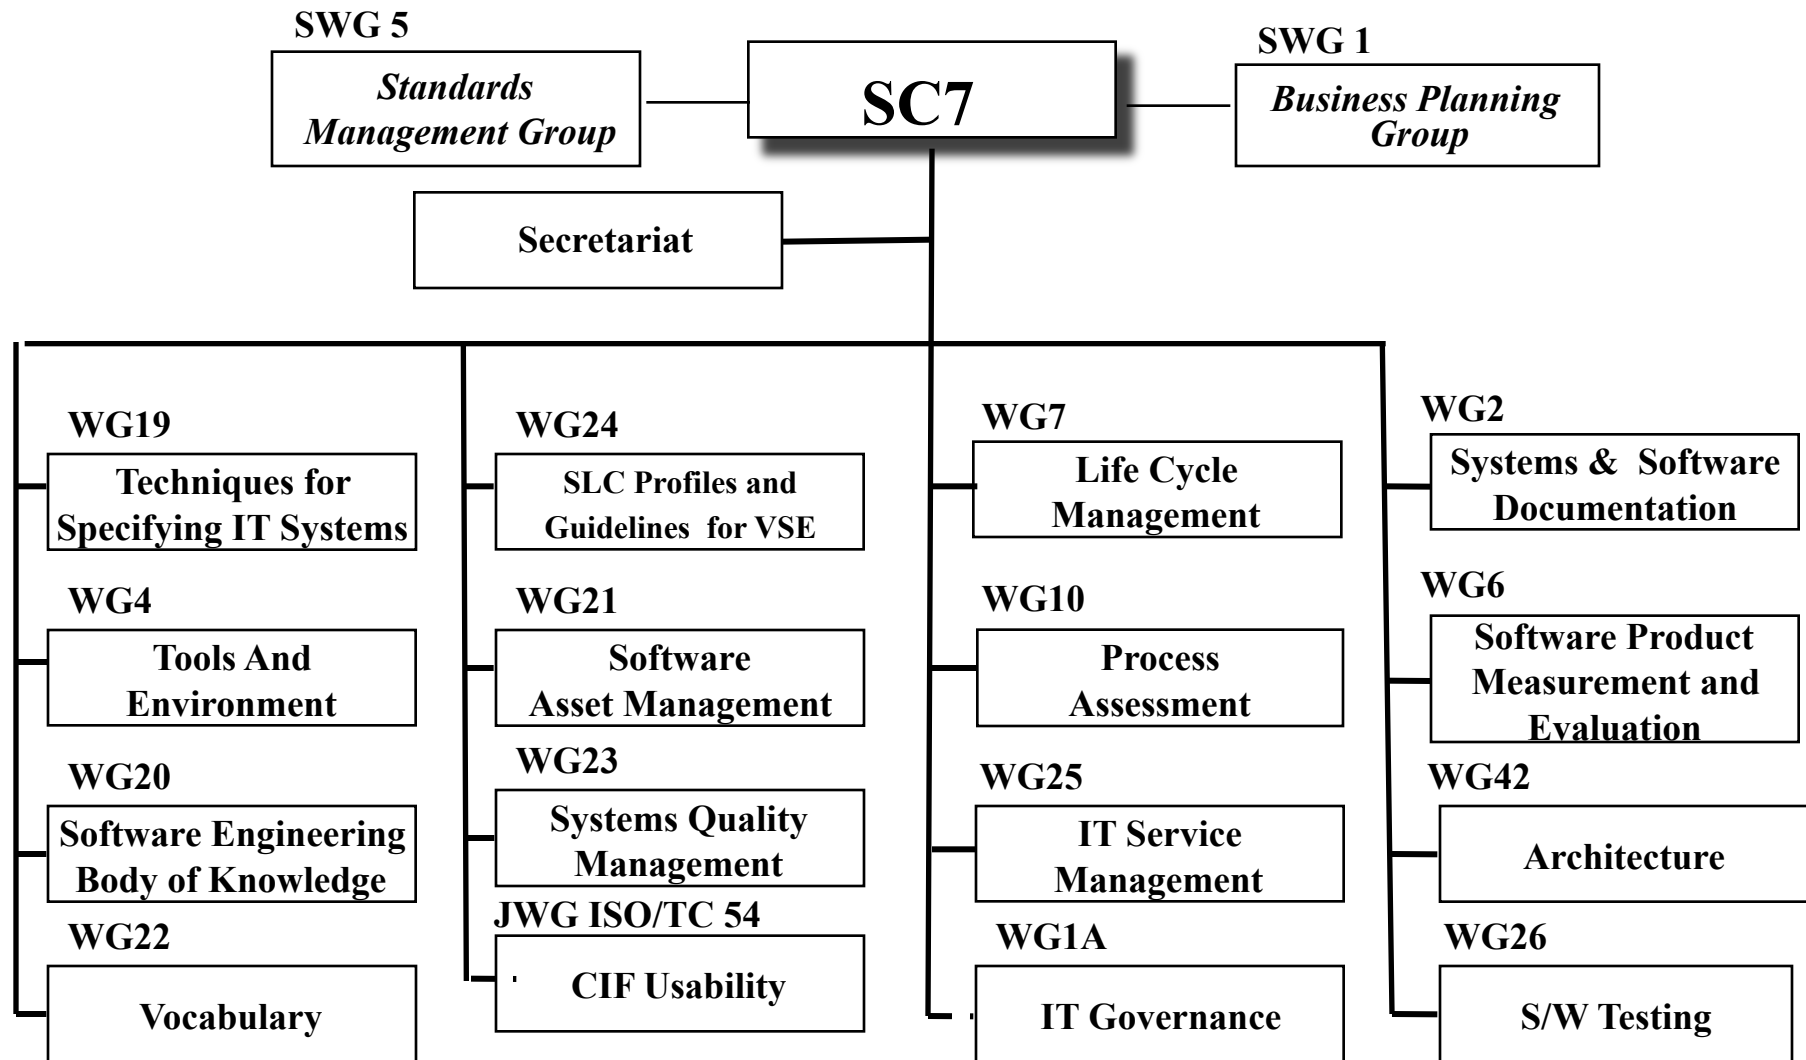 SWG 5
Standards
Management Group
SC7
SWG 1
Business Planning
Group
Secretariat
WG19
Techniques for
Specifying IT Systems
WG4
Tools And
Environment
WG20
Software Engineering
Body of Knowledge
WG22
Vocabulary
WG24
SLC Profiles and
Guidelines for VSE
WG21
Software
Asset Management
WG23
Systems Quality
Management
JWG ISO/TC 54
CIF Usability
WG7
Life Cycle
Management
WG10
Process
Assessment
WG25
IT Service
Management
WG1A
IT Governance
WG2
Systems & Software
Documentation
WG6
Software Product
Measurement and
Evaluation
WG42
Architecture
WG26
S/W Testing